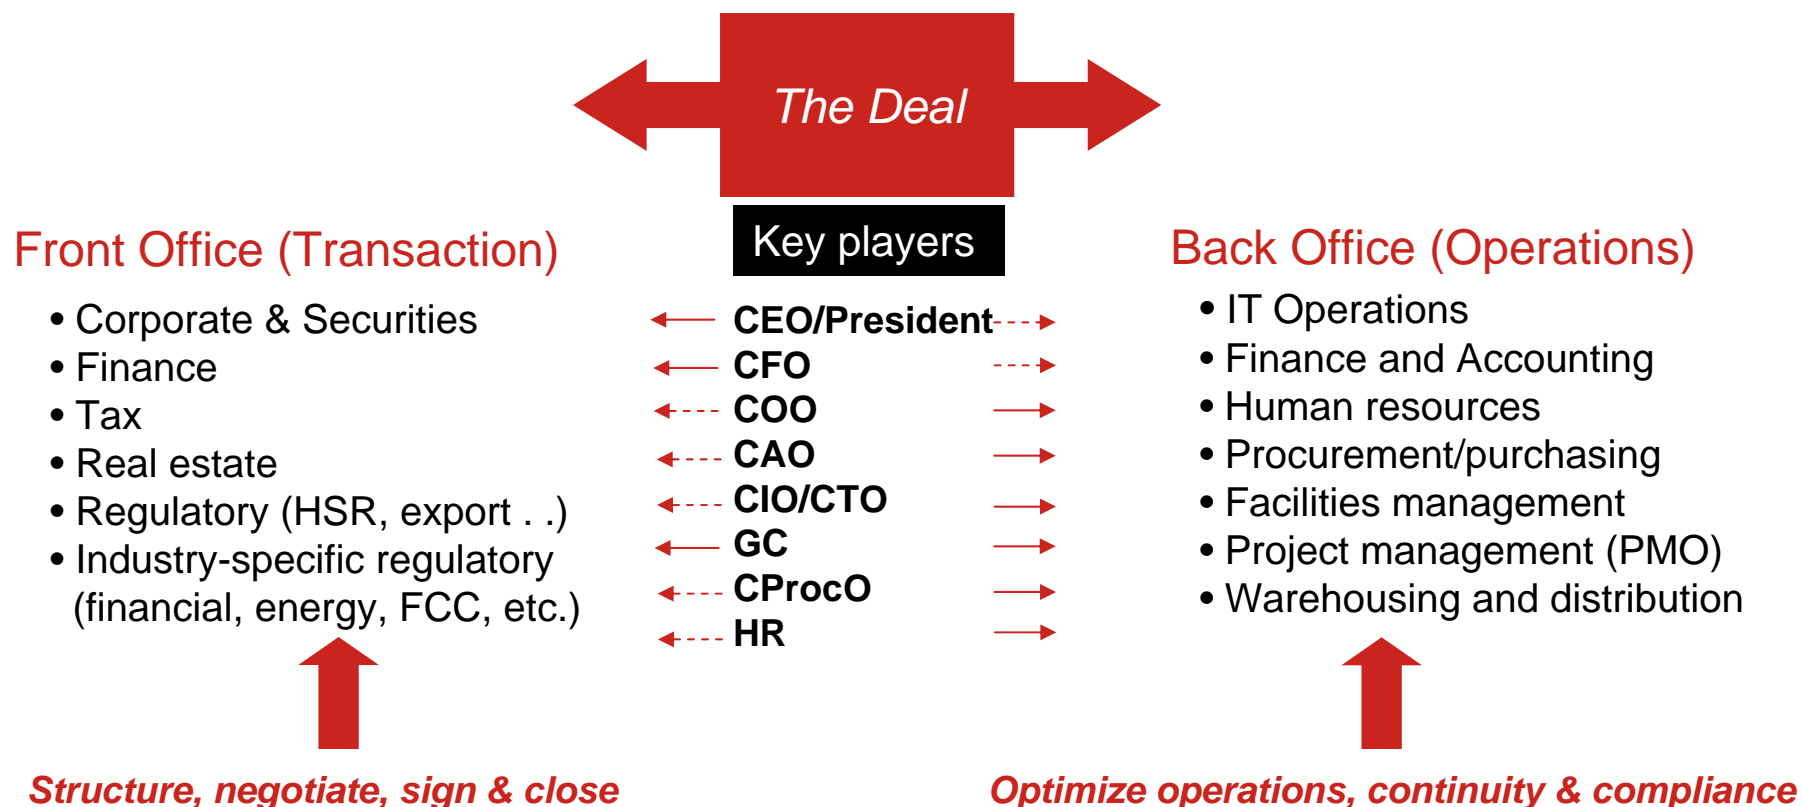 The Deal
Key players
Front Office (Transaction)
• Corporate & Securities
• Finance
• Tax
• Real estate
• Regulatory (HSR, export . .)
• Industry-specific regulatory
(financial, energy, FCC, etc.)
Structure, negotiate, sign & close
CEO/President
CFO
COO
CAO
CIO/CTO
GC
CProcO
HR
Back Office (Operations)
• IT Operations
• Finance and Accounting
• Human resources
• Procurement/purchasing
• Facilities management
• Project management (PMO)
• Warehousing and distribution
Optimize operations, continuity & compliance